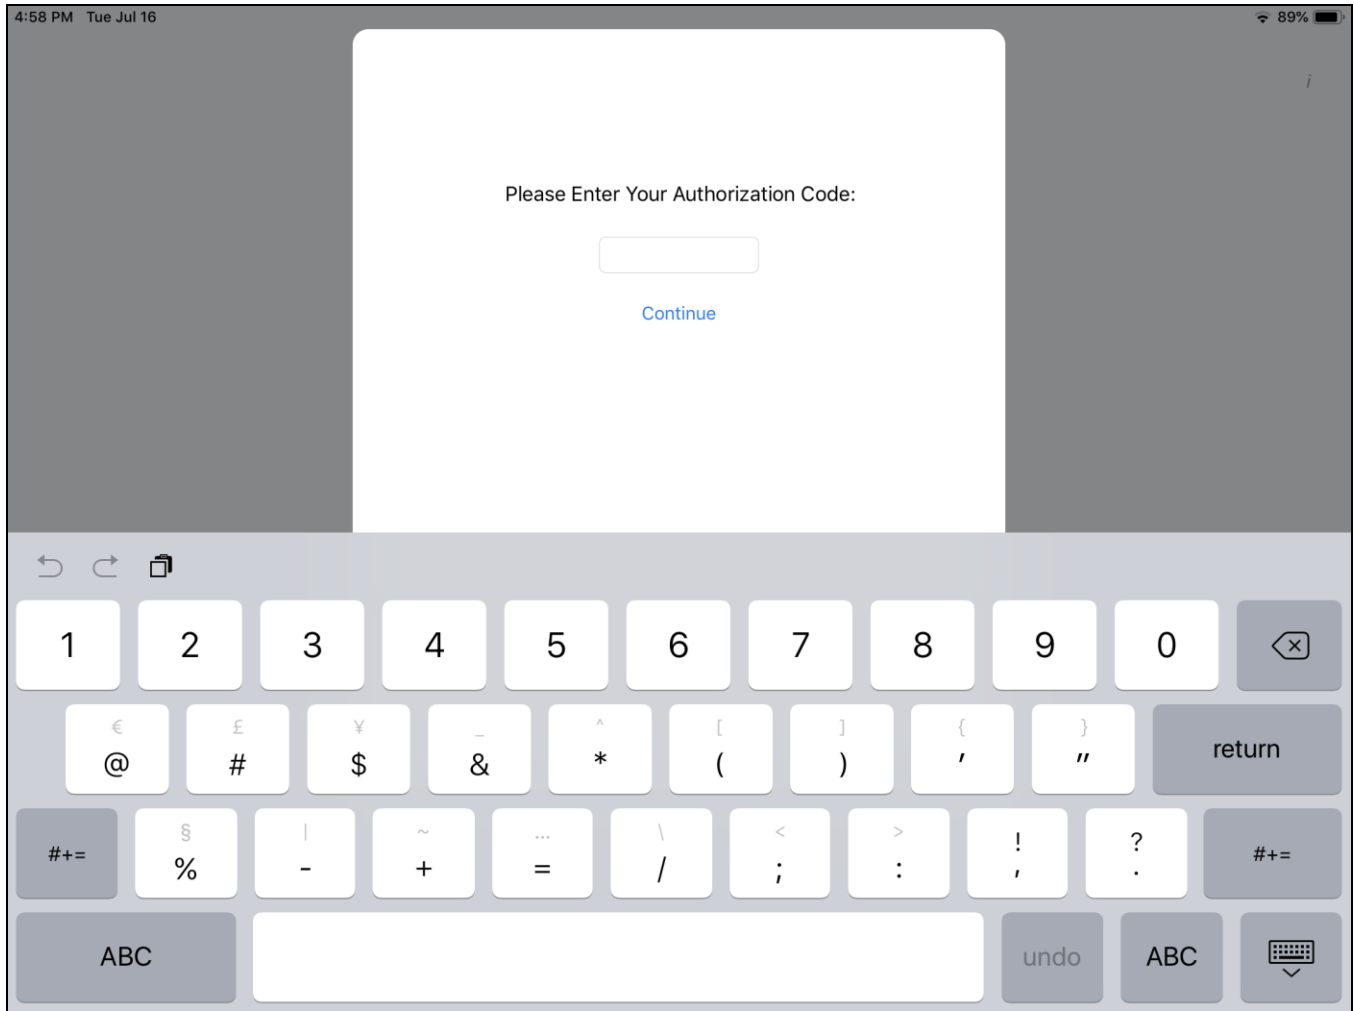 4:58 PM Tue Jul 16 89%
i
Please Enter Your Authorization Code:
Continue
1 2 3 4 5 6 7 8 9 0
€ £ ¥ _ ^ [ ] { }
@ # $ & * ( ) ' " return
§ | ~ … \ < > ! ?
#+= % - + = / ; : , . #+=
ABC undo ABC